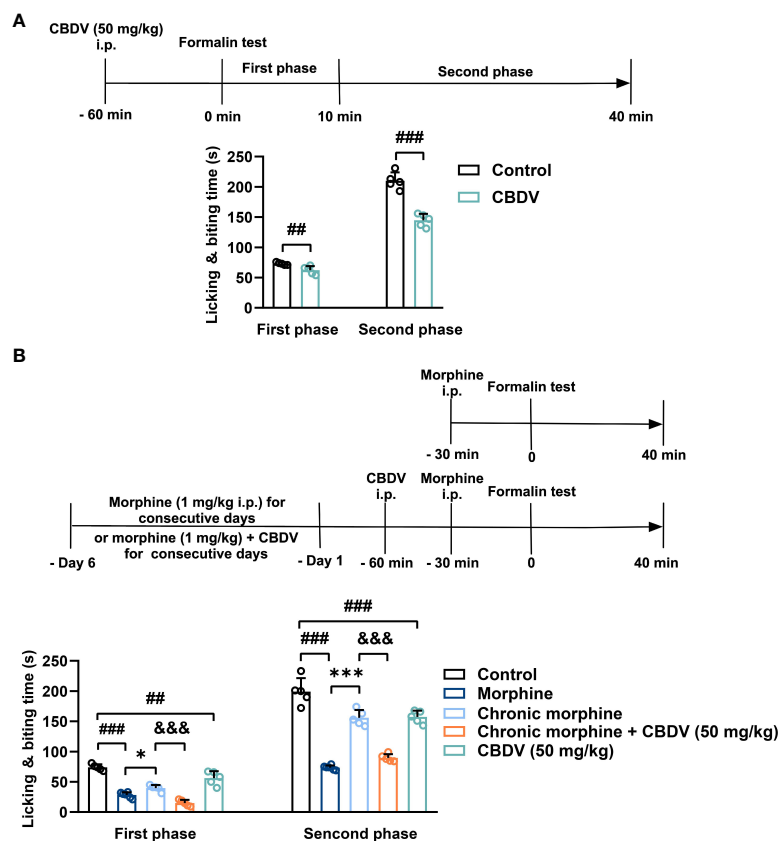 A
CBDV (50 mg/kg)
i.p.
Formalin test
First phase
Second phase
- 60 min
0 min
10 min
40 min
###
250
200
150
100
50
0
Licking & biting time (s)
##
Control
CBDV
First phase
Second phase
B
Morphine
i.p.
Formalin test
- 30 min
0
40 min
CBDV
i.p.
Morphine
i.p.
Formalin test
Morphine (1 mg/kg i.p.) for
consecutive days
or morphine (1 mg/kg) + CBDV
for consecutive days
- Day 6
- Day 1
- 60 min
- 30 min
0
40 min
###
###
&&&
***
##
###
&&&
*
250
200
150
100
50
0
Licking & biting time (s)
Control
Morphine
Chronic morphine
Chronic morphine + CBDV (50 mg/kg)
CBDV (50 mg/kg)
First phase
Sencond phase